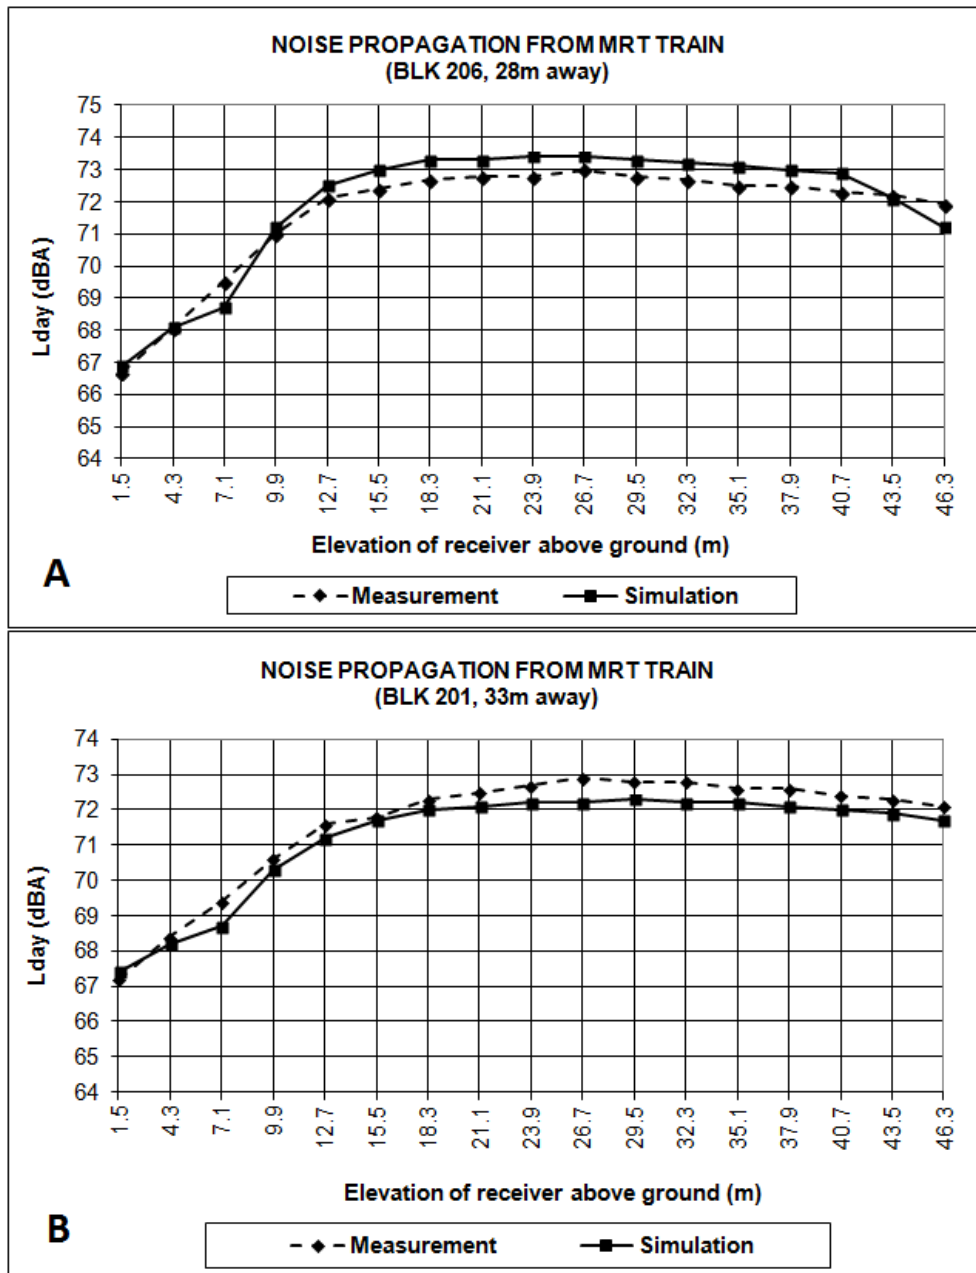 NOISE PROPAGATION FROM MRT TRAIN
(BLK 206, 28m away)
75
74
73
72
71
70
69
68
67
66
65
64
Lday (dBA)
1.5 4.3 7.1 9.9 12.7 15.5 18.3 21.1 23.9 26.7 29.5 32.3 35.1 37.9 40.7 43.5 46.3
Elevation of receiver above ground (m)
A
Measurement Simulation
NOISE PROPAGATION FROM MRT TRAIN
(BLK 201, 33m away)
74
73
72
71
70
69
68
67
66
65
64
Lday (dBA)
1.5 4.3 7.1 9.9 12.7 15.5 18.3 21.1 23.9 26.7 29.5 32.3 35.1 37.9 40.7 43.5 46.3
Elevation of receiver above ground (m)
B
Measurement Simulation